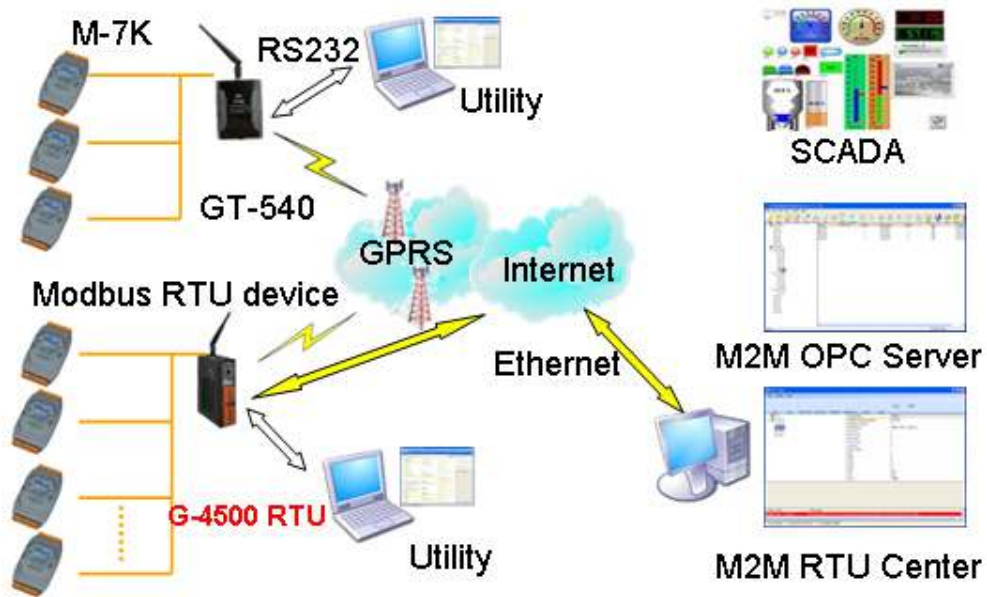 M-7K
RS232
Utility
SCADA
GT-540
GPRS
Internet
Modbus RTU device
Ethernet
M2M OPC Server
G-4500 RTU
Utility
M2M RTU Center